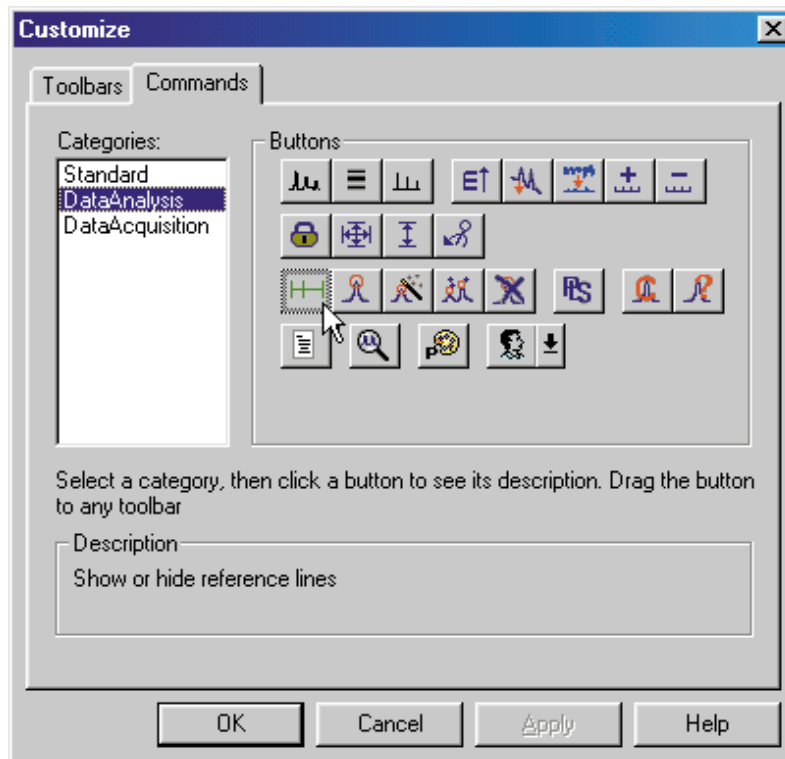 Customize
Toolbars
Commands
Categories:
Standard
DataAnalysis
DataAcquisition
Buttons
Select a category, then click a button to see its description. Drag the button
to any toolbar
Description
Show or hide reference lines
OK
Cancel
Apply
Help